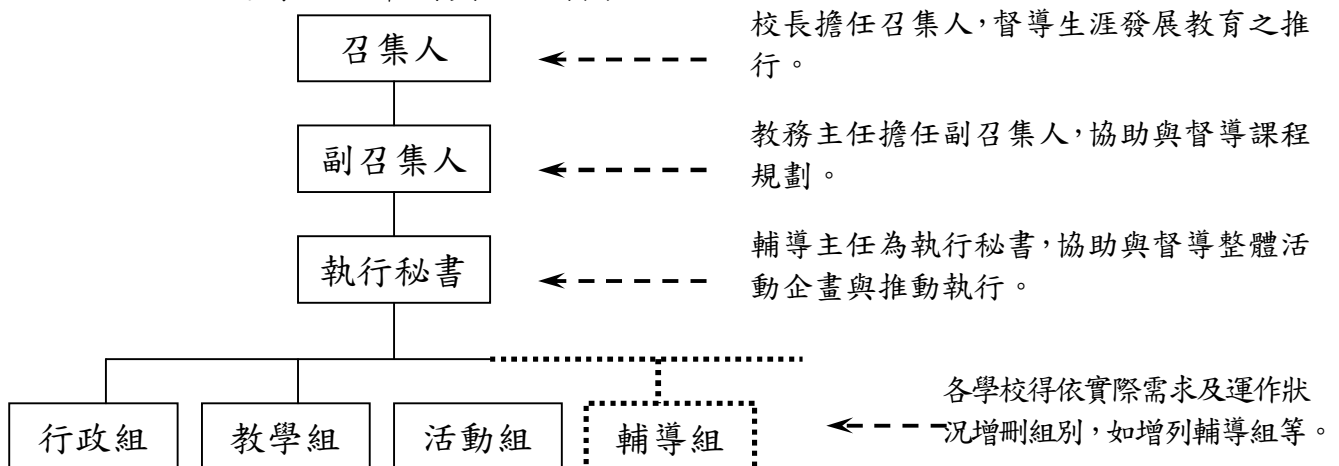 召集人
校長擔任召集人，督導生涯發展教育之推
行。
副召集人
教務主任擔任副召集人，協助與督導課程
規劃。
執行秘書
輔導主任為執行秘書，協助與督導整體活
動企畫與推動執行。
各學校得依實際需求及運作狀
況增刪組別，如增列輔導組等。
行政組
教學組
活動組
輔導組